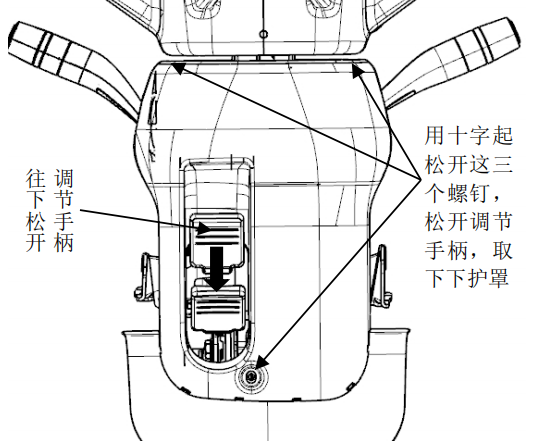 调节手柄
往下松开
用十字起
松开这三
个螺钉，
松开调节
手柄，取
下下护罩